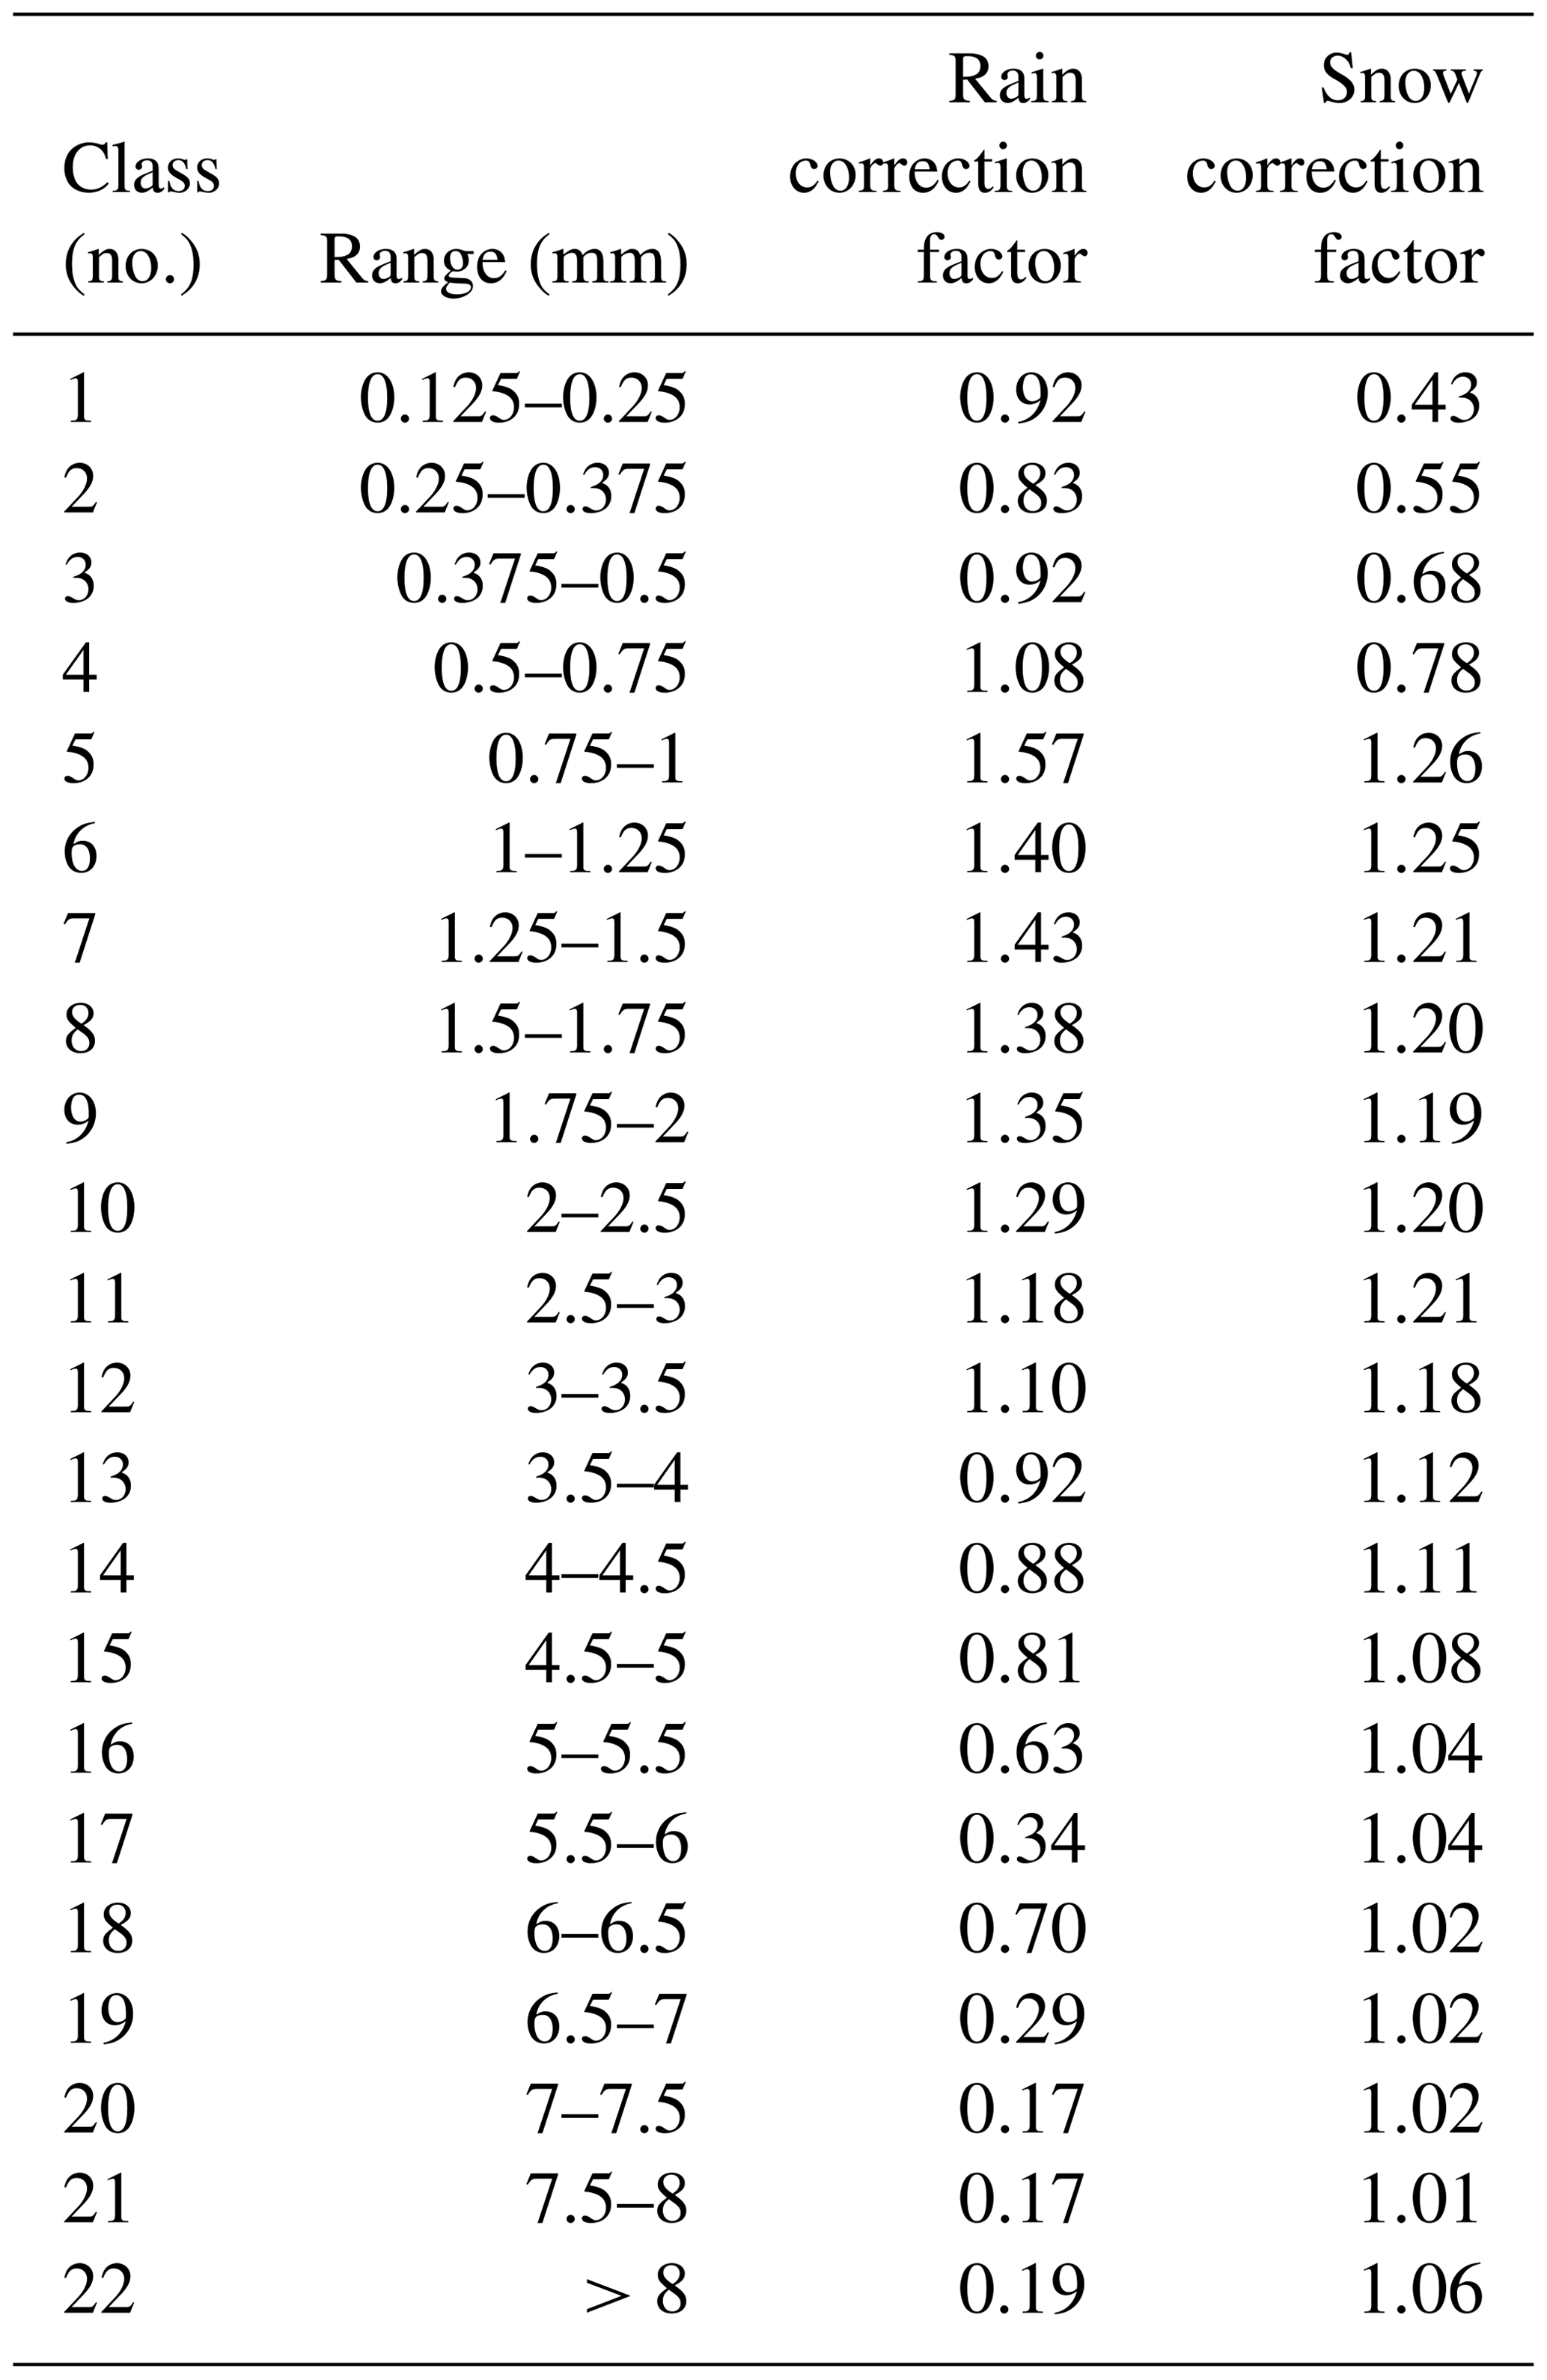 Rain Snow
Class correction correction
(no.) Range (mm) factor factor
1 0.125–0.25 0.92 0.43
2 0.25–0.375 0.83 0.55
3 0.375–0.5 0.92 0.68
4 0.5–0.75 1.08 0.78
5 0.75–1 1.57 1.26
6 1–1.25 1.40 1.25
7 1.25–1.5 1.43 1.21
8 1.5–1.75 1.38 1.20
9 1.75–2 1.35 1.19
10 2–2.5 1.29 1.20
11 2.5–3 1.18 1.21
12 3–3.5 1.10 1.18
13 3.5–4 0.92 1.12
14 4–4.5 0.88 1.11
15 4.5–5 0.81 1.08
16 5–5.5 0.63 1.04
17 5.5–6 0.34 1.04
18 6–6.5 0.70 1.02
19 6.5–7 0.29 1.02
20 7–7.5 0.17 1.02
21 7.5–8 0.17 1.01
22 > 8 0.19 1.06